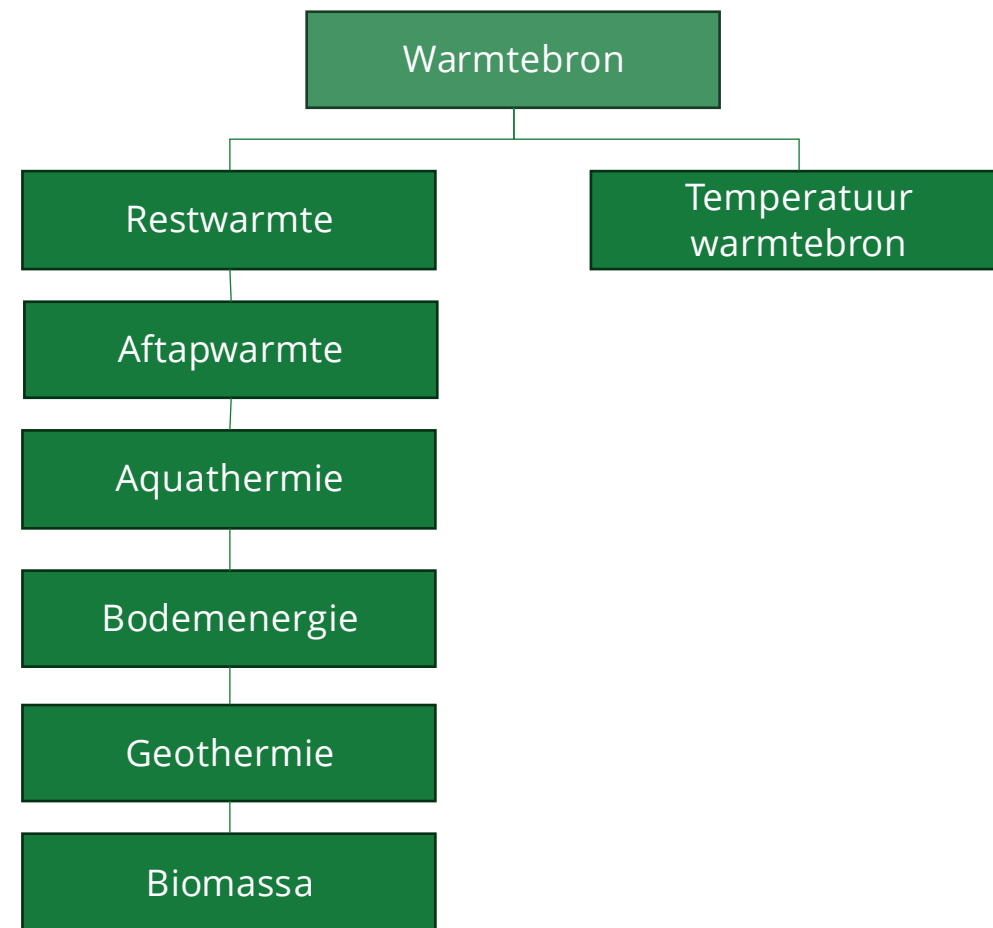 Warmtebron
Restwarmte
Temperatuur
warmtebron
Aftapwarmte
Aquathermie
Bodemenergie
Geothermie
Biomassa